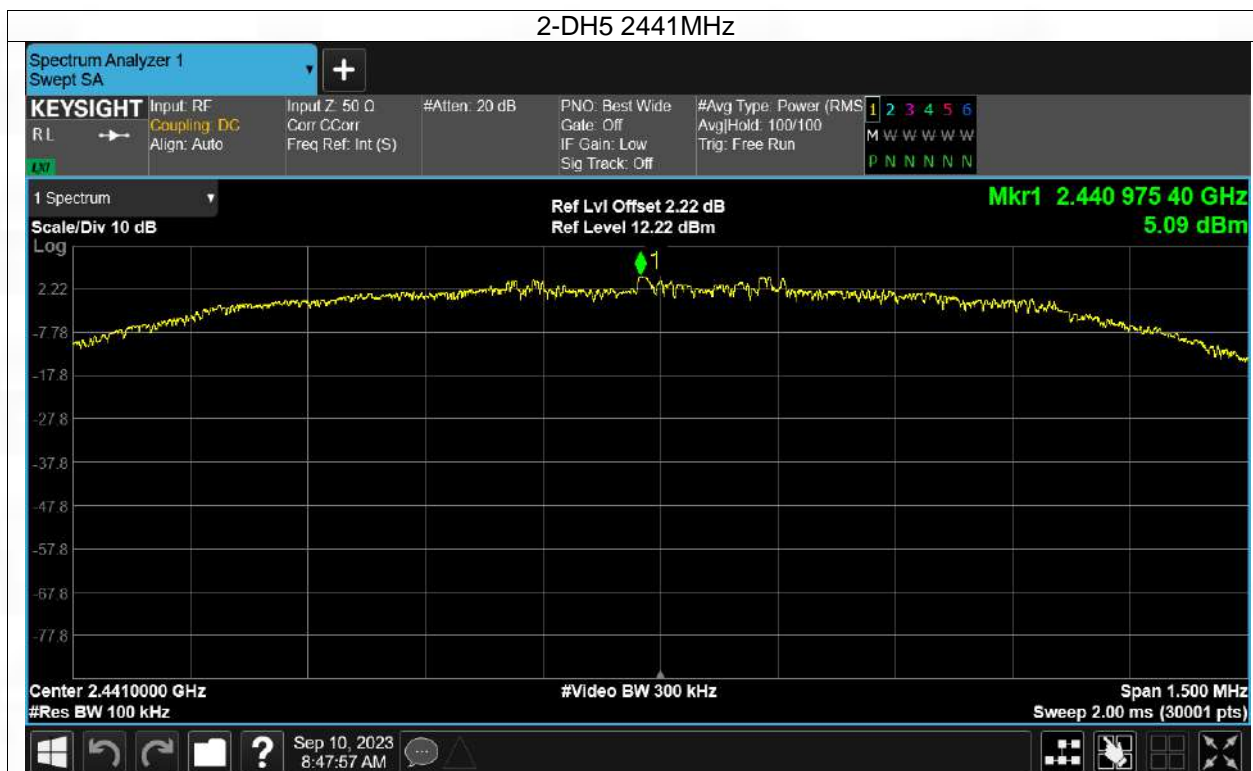 2-DH5 2441MHz
Spectrum Analyzer 1
Swept SA
+
KEYSIGHT
RL
LXI
Input: RF
Coupling: DC
Align: Auto
Input Z: 50 Ω
Corr CCorr
Freq Ref: Int (S)
#Atten: 20 dB
PNO: Best Wide
Gate: Off
IF Gain: Low
Sig Track: Off
#Avg Type: Power (RMS
Avg|Hold: 100/100
Trig: Free Run
1 2 3 4 5 6
M W W W W W
P N N N N N
1 Spectrum
Scale/Div 10 dB
Log
Ref Lvl Offset 2.22 dB
Ref Level 12.22 dBm
Mkr1 2.440 975 40 GHz
5.09 dBm
1
2.22
-7.78
-17.8
-27.8
-37.8
-47.8
-57.8
-67.8
-77.8
Center 2.4410000 GHz
#Res BW 100 kHz
#Video BW 300 kHz
Span 1.500 MHz
Sweep 2.00 ms (30001 pts)
?
Sep 10, 2023
8:47:57 AM